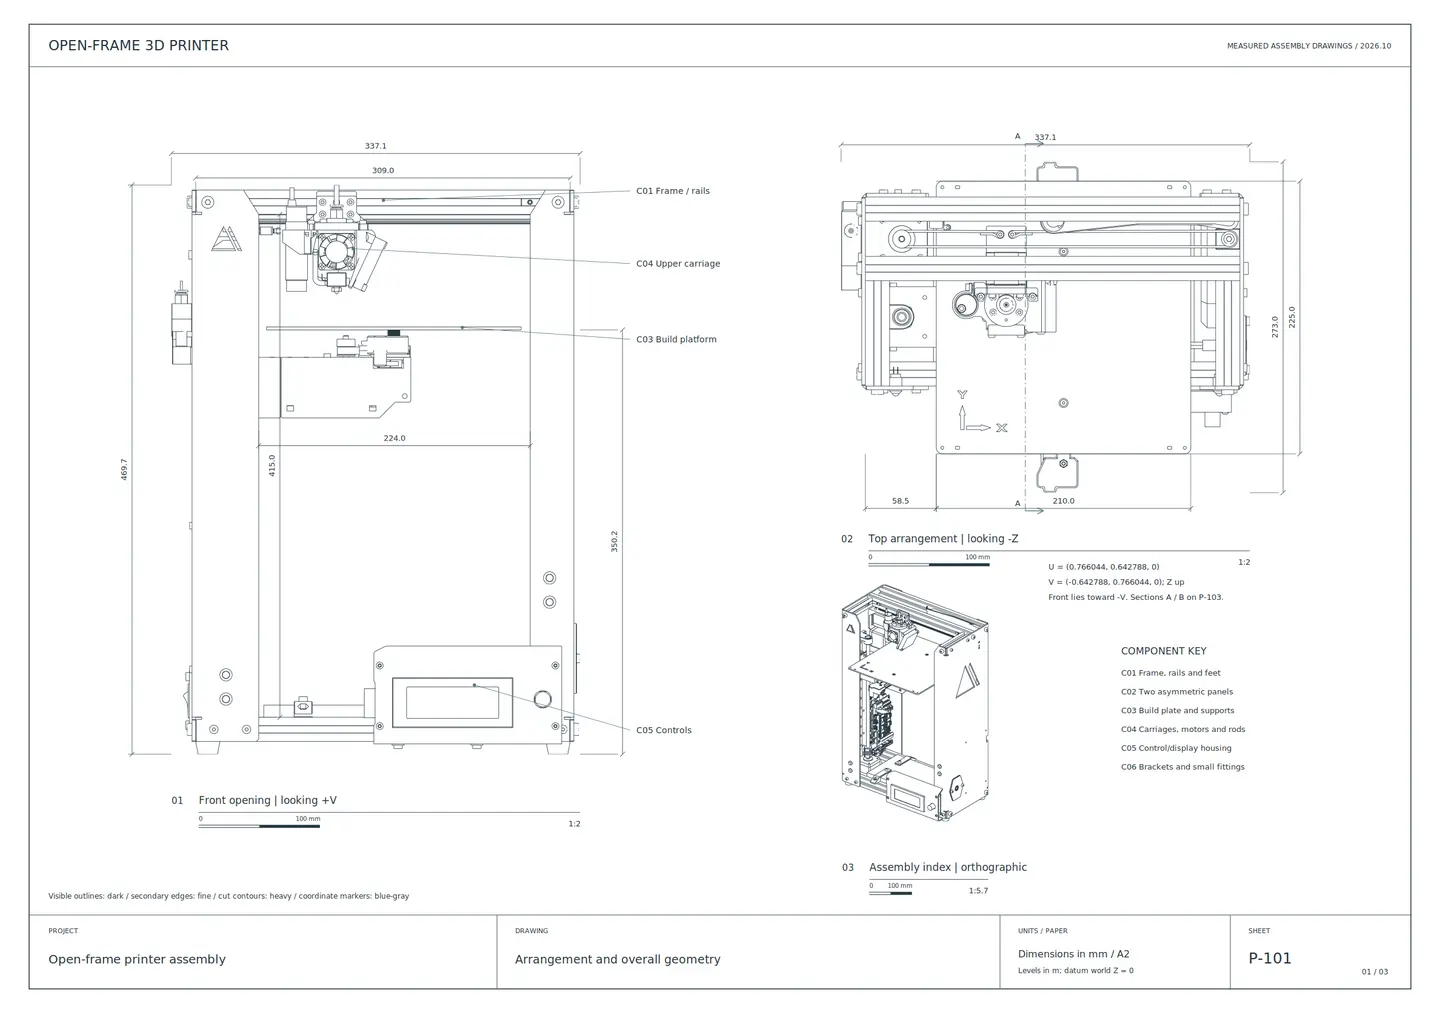 OPEN-FRAME 3D PRINTER
MEASURED ASSEMBLY DRAWINGS / 2026.10
337.1
309.0
469.7
415.0
224.0
350.2
C01 Frame / rails
C04 Upper carriage
C03 Build platform
C05 Controls
01 Front opening | looking +V
0 100 mm
1:2
A 337.1
273.0
225.0
Y
X
58.5
A
210.0
02 Top arrangement | looking -Z
0 100 mm
1:2
U = (0.766044, 0.642788, 0)
V = (-0.642788, 0.766044, 0); Z up
Front lies toward -V. Sections A / B on P-103.
COMPONENT KEY
C01 Frame, rails and feet
C02 Two asymmetric panels
C03 Build plate and supports
C04 Carriages, motors and rods
C05 Control/display housing
C06 Brackets and small fittings
03 Assembly index | orthographic
0 100 mm
1:5.7
Visible outlines: dark / secondary edges: fine / cut contours: heavy / coordinate markers: blue-gray
PROJECT
Open-frame printer assembly
DRAWING
Arrangement and overall geometry
UNITS / PAPER
Dimensions in mm / A2
Levels in m; datum world Z = 0
SHEET
P-101
01 / 03